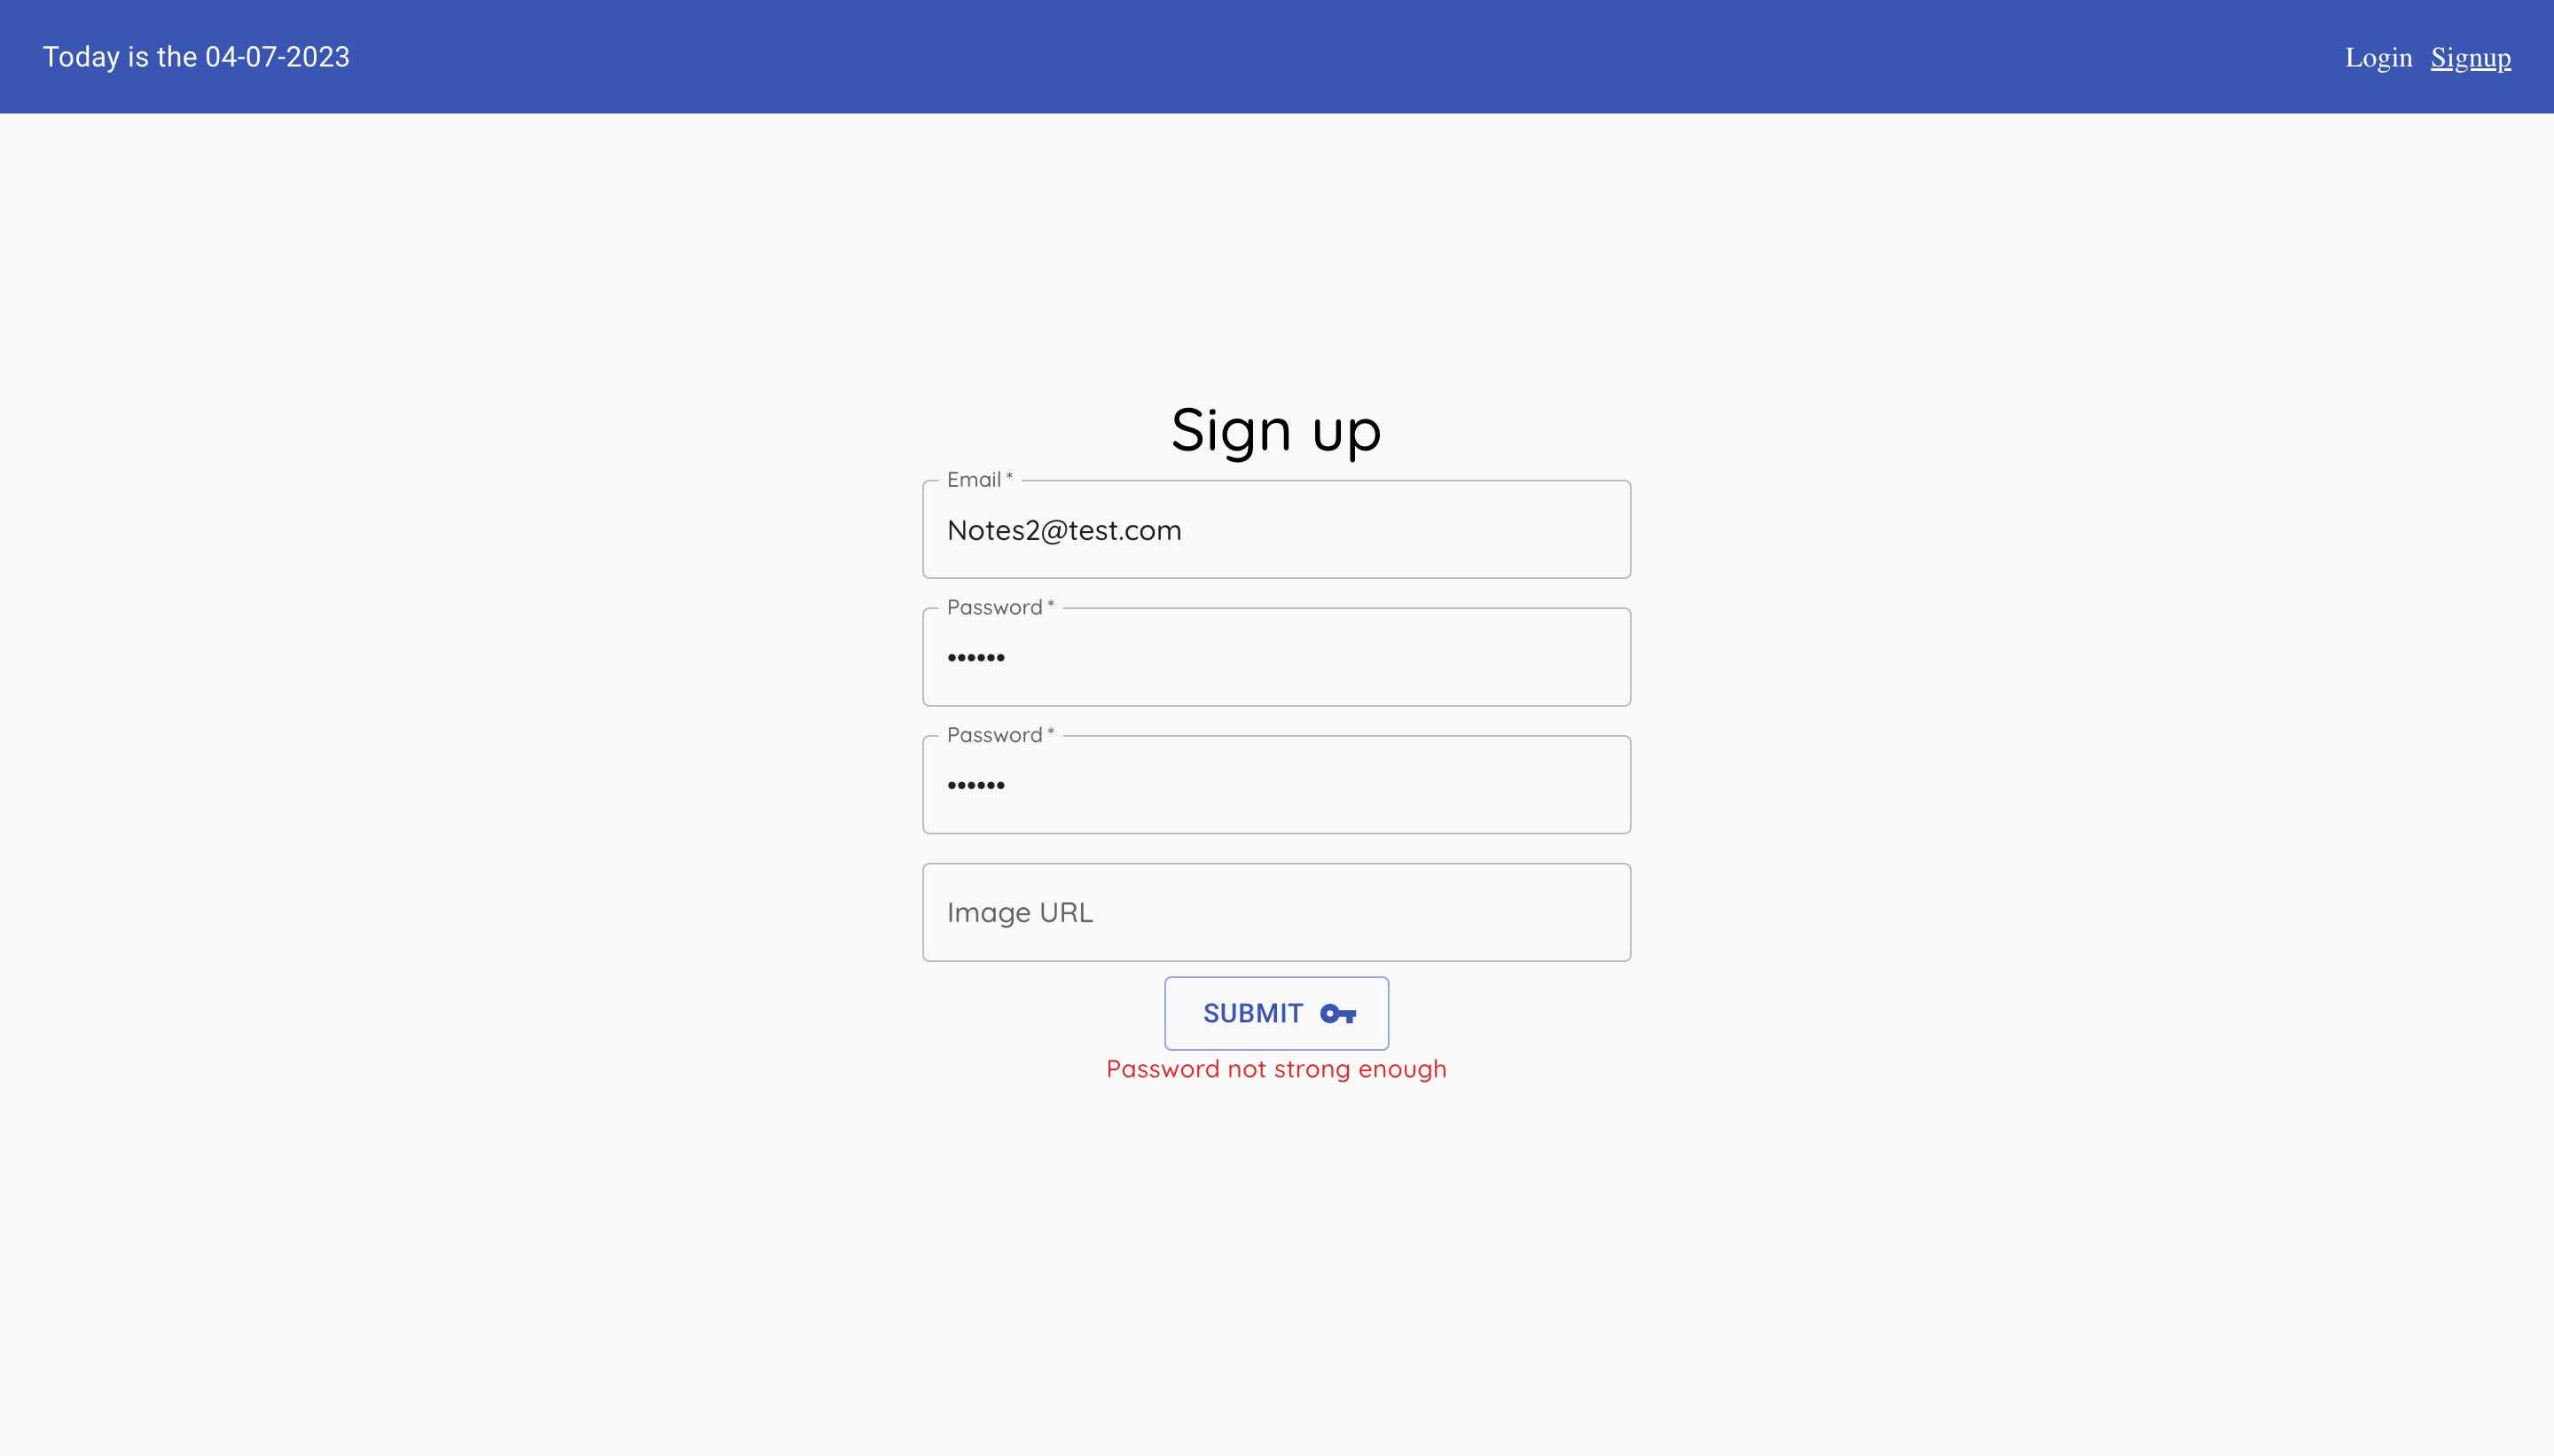 Today is the 04-07-2023
Login Signup
Sign up
Email *
Notes2@test.com
Password *
••••••
Password *
••••••
Image URL
SUBMIT
Password not strong enough